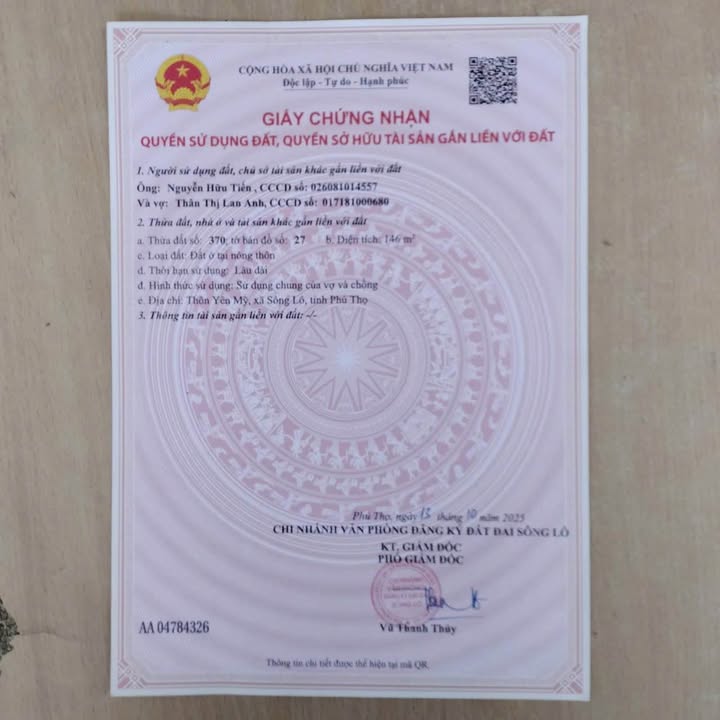 CỘNG HÒA XÃ HỘI CHỦ NGHĨA VIỆT NAM
Độc lập - Tự do - Hạnh phúc
GIẤY CHỨNG NHẬN
QUYỀN SỬ DỤNG ĐẤT, QUYỀN SỞ HỮU TÀI SẢN GẮN LIỀN VỚI ĐẤT
1. Người sử dụng đất, chủ sở tài sản khác gắn liền với đất
Ông: Nguyễn Hữu Tiến , CCCD số: 026081014557
Và vợ: Thân Thị Lan Anh, CCCD số: 017181000680
2. Thửa đất, nhà ở và tài sản khác gắn liền với đất
a. Thửa đất số: 370; tờ bản đồ số: 27 b. Diện tích: 146 m²
c. Loại đất: Đất ở tại nông thôn
d. Thời hạn sử dụng: Lâu dài
đ. Hình thức sử dụng: Sử dụng chung của vợ và chồng
e. Địa chỉ: Thôn Yên Mỹ, xã Sông Lô, tỉnh Phú Thọ
3. Thông tin tài sản gắn liền với đất: -/-
Phú Thọ, ngày 13 tháng 10 năm 2025
CHI NHÁNH VĂN PHÒNG ĐĂNG KÝ ĐẤT ĐAI SÔNG LÔ
KT. GIÁM ĐỐC
PHÓ GIÁM ĐỐC
Vũ Thanh Thủy
AA 04784326
Thông tin chi tiết được thể hiện tại mã QR.